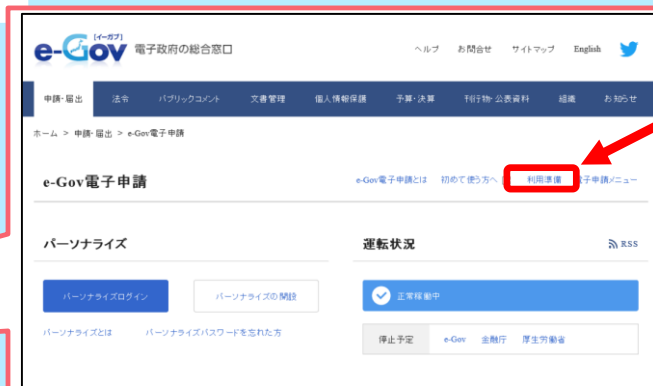 [イーガブ]
e-Gov 電子政府の総合窓口 ヘルプ お問合せ サイトマップ English
申請・届出 法令 パブリックコメント 文書管理 個人情報保護 予算・決算 刊行物・公表資料 組織 お知らせ
ホーム > 申請・届出 > e-Gov電子申請
e-Gov電子申請 e-Gov電子申請とは 初めて使う方へ 利用準備 電子申請メニュー
パーソナライズ 運転状況 RSS
パーソナライズログイン パーソナライズの開設 正常稼働中
パーソナライズとは パーソナライズパスワードを忘れた方
停止予定 e-Gov 金融庁 厚生労働省